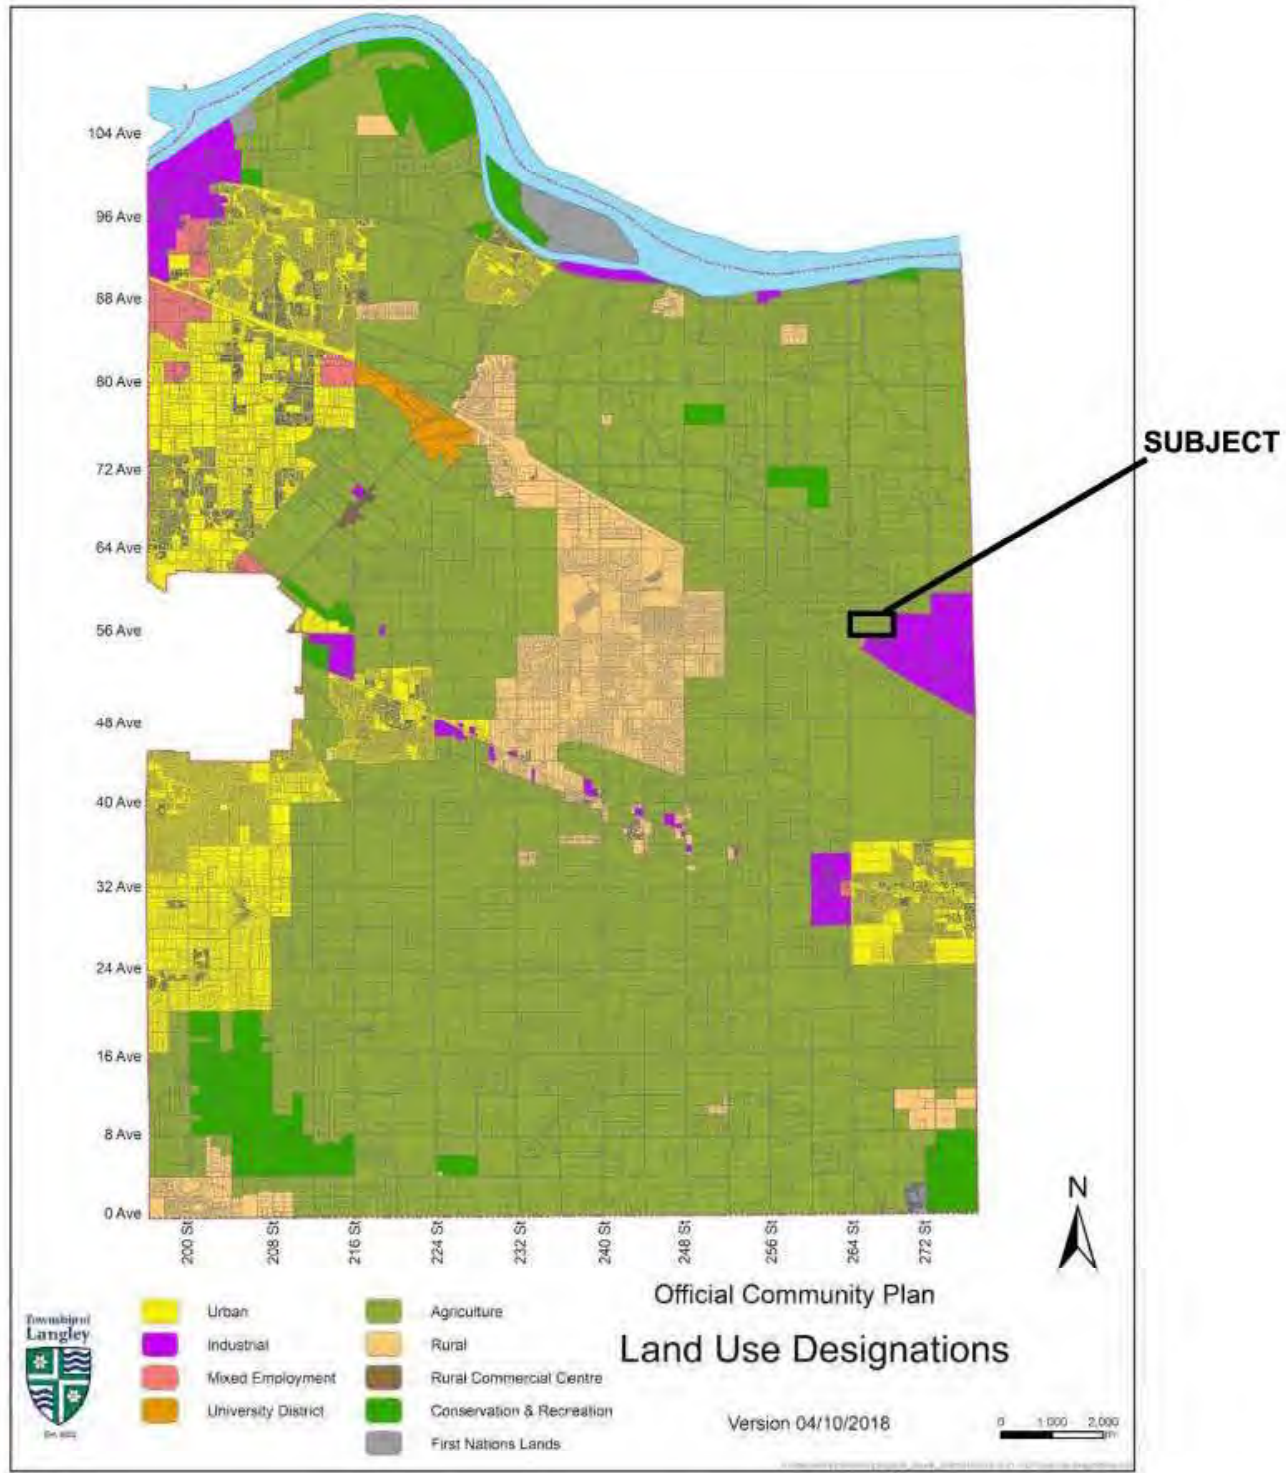 104 Ave
96 Ave
88 Ave
80 Ave
72 Ave
64 Ave
56 Ave
48 Ave
40 Ave
32 Ave
24 Ave
16 Ave
8 Ave
0 Ave
SUBJECT
200 St
208 St
216 St
224 St
232 St
240 St
248 St
256 St
264 St
272 St
N
Township of
Langley
Urban
Industrial
Mixed Employment
University District
Agriculture
Rural
Rural Commercial Centre
Conservation & Recreation
First Nations Lands
Official Community Plan
Land Use Designations
Version 04/10/2018
0 1,000 2,000